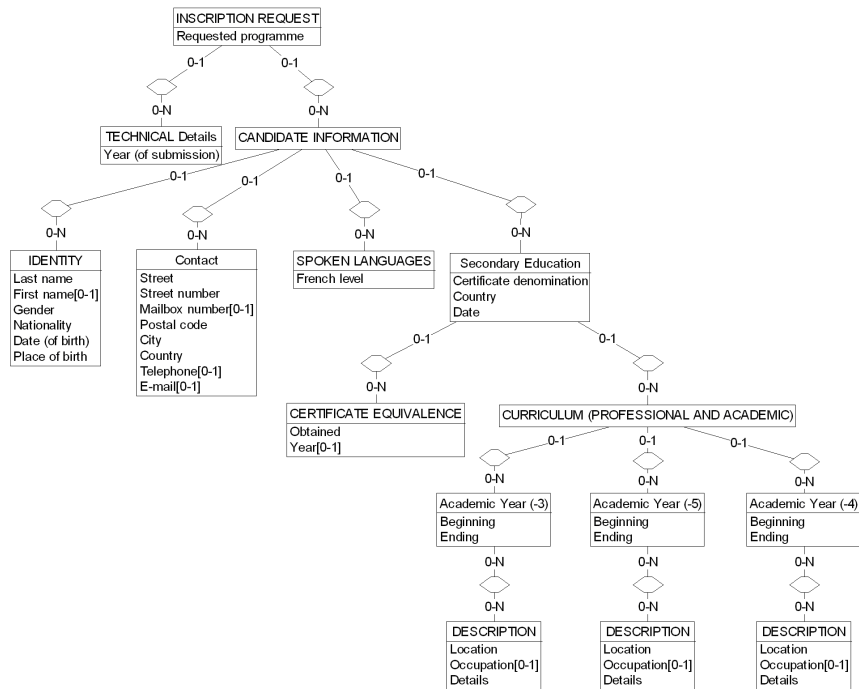 INSCRIPTION REQUEST
Requested programme
0-1
0-1
0-N
0-N
TECHNICAL Details
Year (of submission)
CANDIDATE INFORMATION
0-1
0-1
0-1
0-1
0-N
0-N
0-N
0-N
IDENTITY
Last name
First name[0-1]
Gender
Nationality
Date (of birth)
Place of birth
Contact
Street
Street number
Mailbox number[0-1]
Postal code
City
Country
Telephone[0-1]
E-mail[0-1]
SPOKEN LANGUAGES
French level
Secondary Education
Certificate denomination
Country
Date
0-1
0-1
0-N
0-N
CERTIFICATE EQUIVALENCE
Obtained
Year[0-1]
CURRICULUM (PROFESSIONAL AND ACADEMIC)
0-1
0-1
0-1
0-N
0-N
0-N
Academic Year (-3)
Beginning
Ending
Academic Year (-5)
Beginning
Ending
Academic Year (-4)
Beginning
Ending
0-N
0-N
0-N
0-N
0-N
0-N
DESCRIPTION
Location
Occupation[0-1]
Details
DESCRIPTION
Location
Occupation[0-1]
Details
DESCRIPTION
Location
Occupation[0-1]
Details